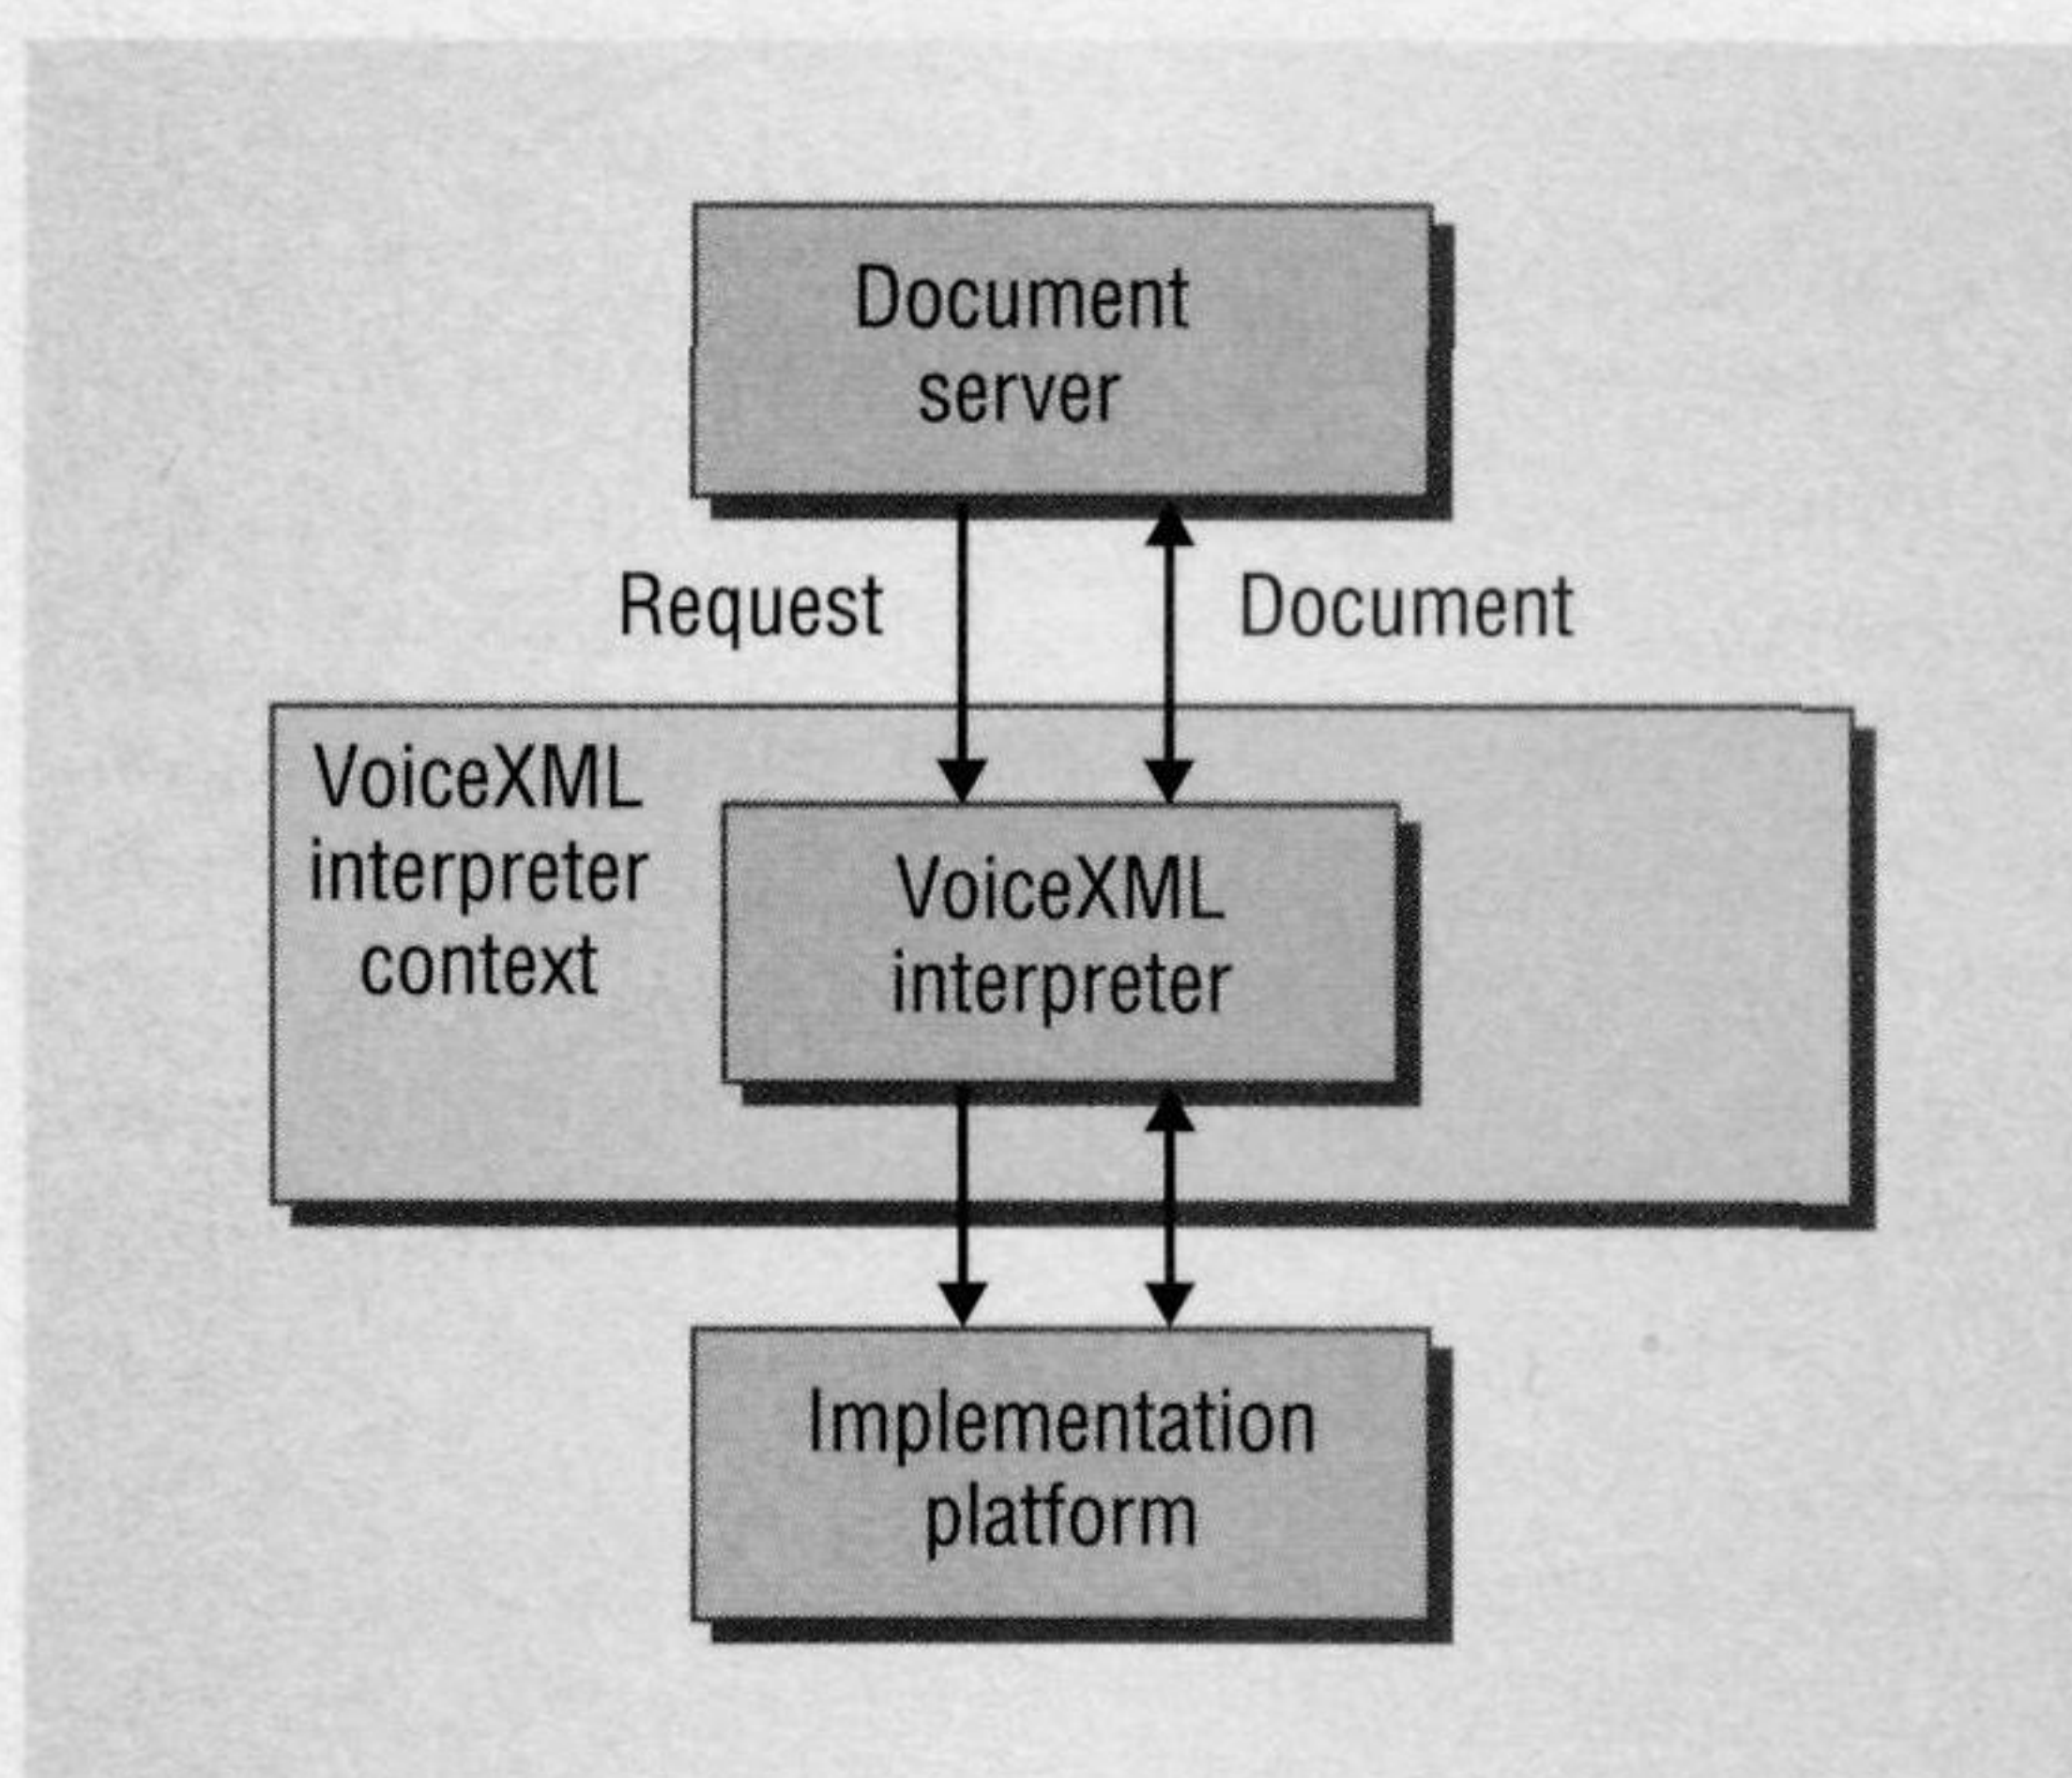 Document
server
Request
Document
VoiceXML
interpreter
context
VoiceXML
interpreter
Implementation
platform